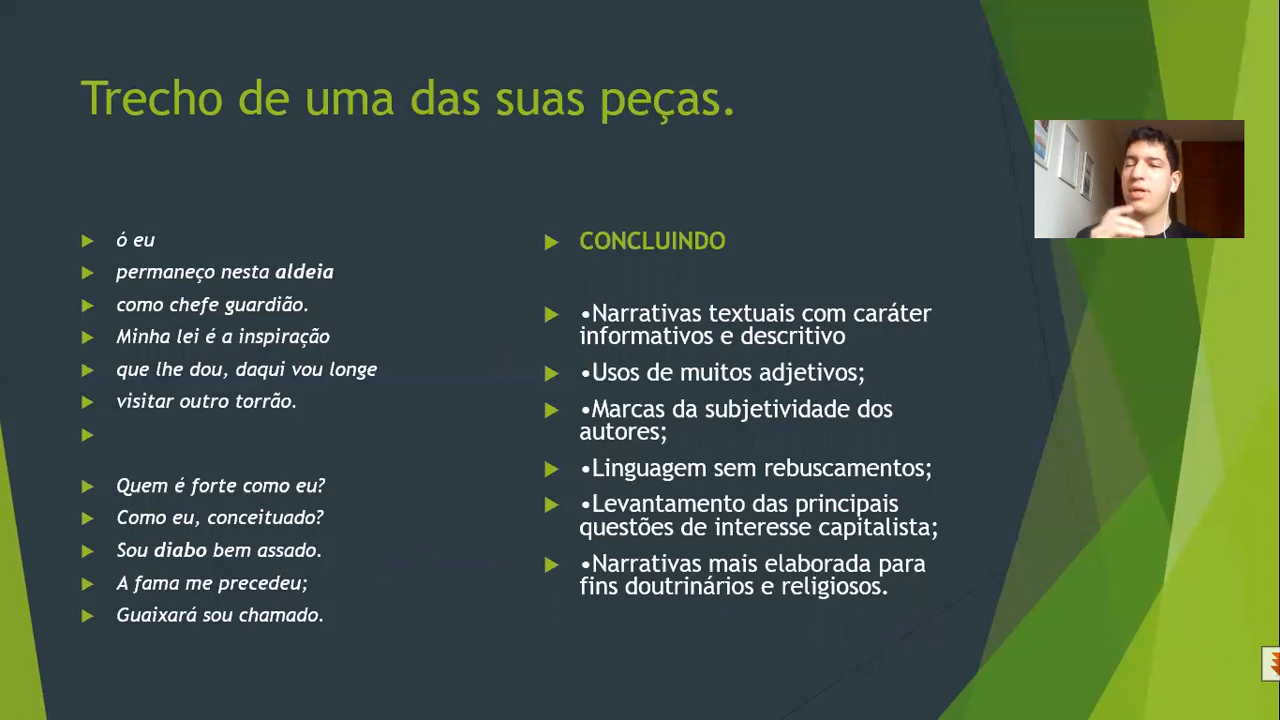 Trecho de uma das suas peças.
ó eu
permaneço nesta aldeia
como chefe guardião.
Minha lei é a inspiração
que lhe dou, daqui vou longe
visitar outro torrão.
Quem é forte como eu?
Como eu, conceituado?
Sou diabo bem assado.
A fama me precedeu;
Guaixará sou chamado.
CONCLUINDO
•Narrativas textuais com caráter
informativos e descritivo
•Usos de muitos adjetivos;
•Marcas da subjetividade dos
autores;
•Linguagem sem rebuscamentos;
•Levantamento das principais
questões de interesse capitalista;
•Narrativas mais elaborada para
fins doutrinários e religiosos.